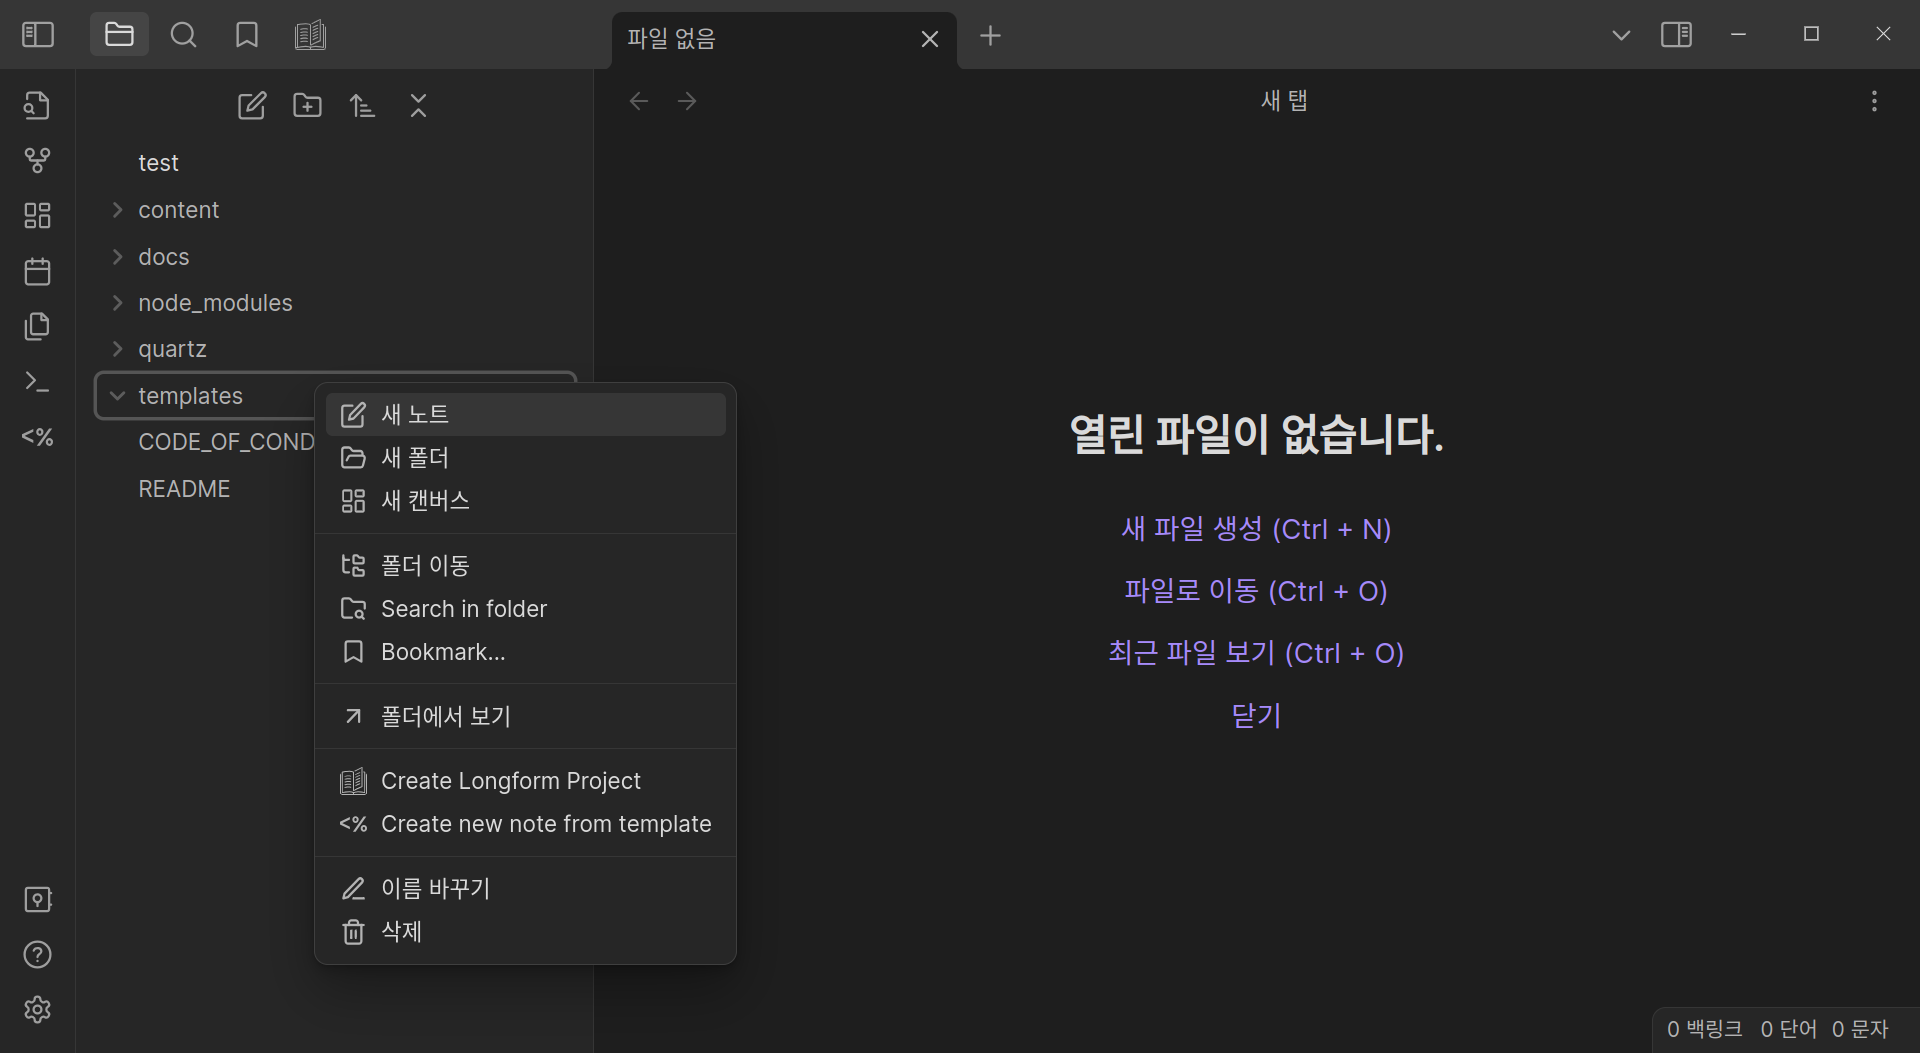 파일 없음
새 탭
test
content
docs
node_modules
quartz
templates
CODE_OF_COND
README
<%
새 노트
새 폴더
새 캔버스
폴더 이동
Search in folder
Bookmark...
폴더에서 보기
Create Longform Project
<% Create new note from template
이름 바꾸기
삭제
열린 파일이 없습니다.
새 파일 생성 (Ctrl + N)
파일로 이동 (Ctrl + O)
최근 파일 보기 (Ctrl + O)
닫기
0 백링크 0 단어 0 문자